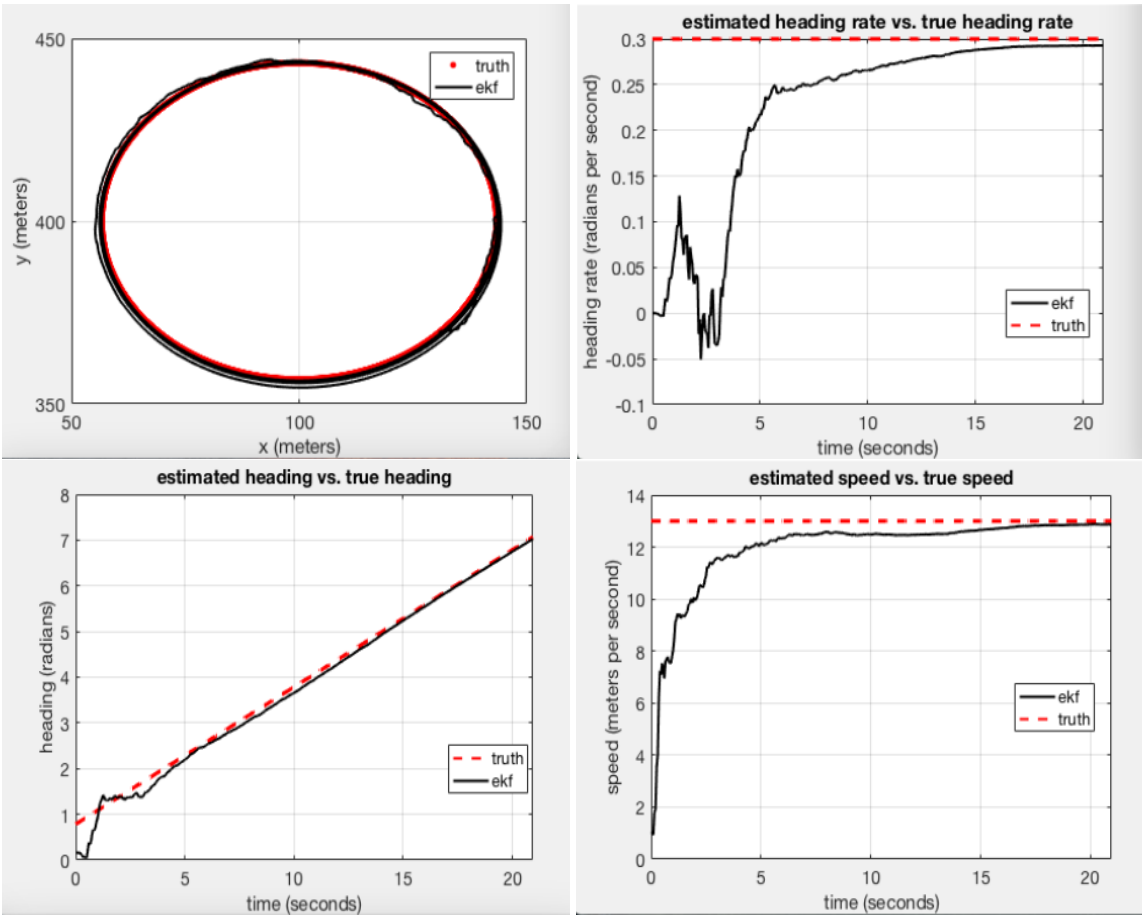 450
400
350
50
100
150
y (meters)
x (meters)
truth
ekf
estimated heading rate vs. true heading rate
0.3
0.25
0.2
0.15
0.1
0.05
0
-0.05
-0.1
0
5
10
15
20
heading rate (radians per second)
time (seconds)
ekf
truth
estimated heading vs. true heading
8
7
6
5
4
3
2
1
0
0
5
10
15
20
heading (radians)
time (seconds)
truth
ekf
estimated speed vs. true speed
14
12
10
8
6
4
2
0
0
5
10
15
20
speed (meters per second)
time (seconds)
ekf
truth